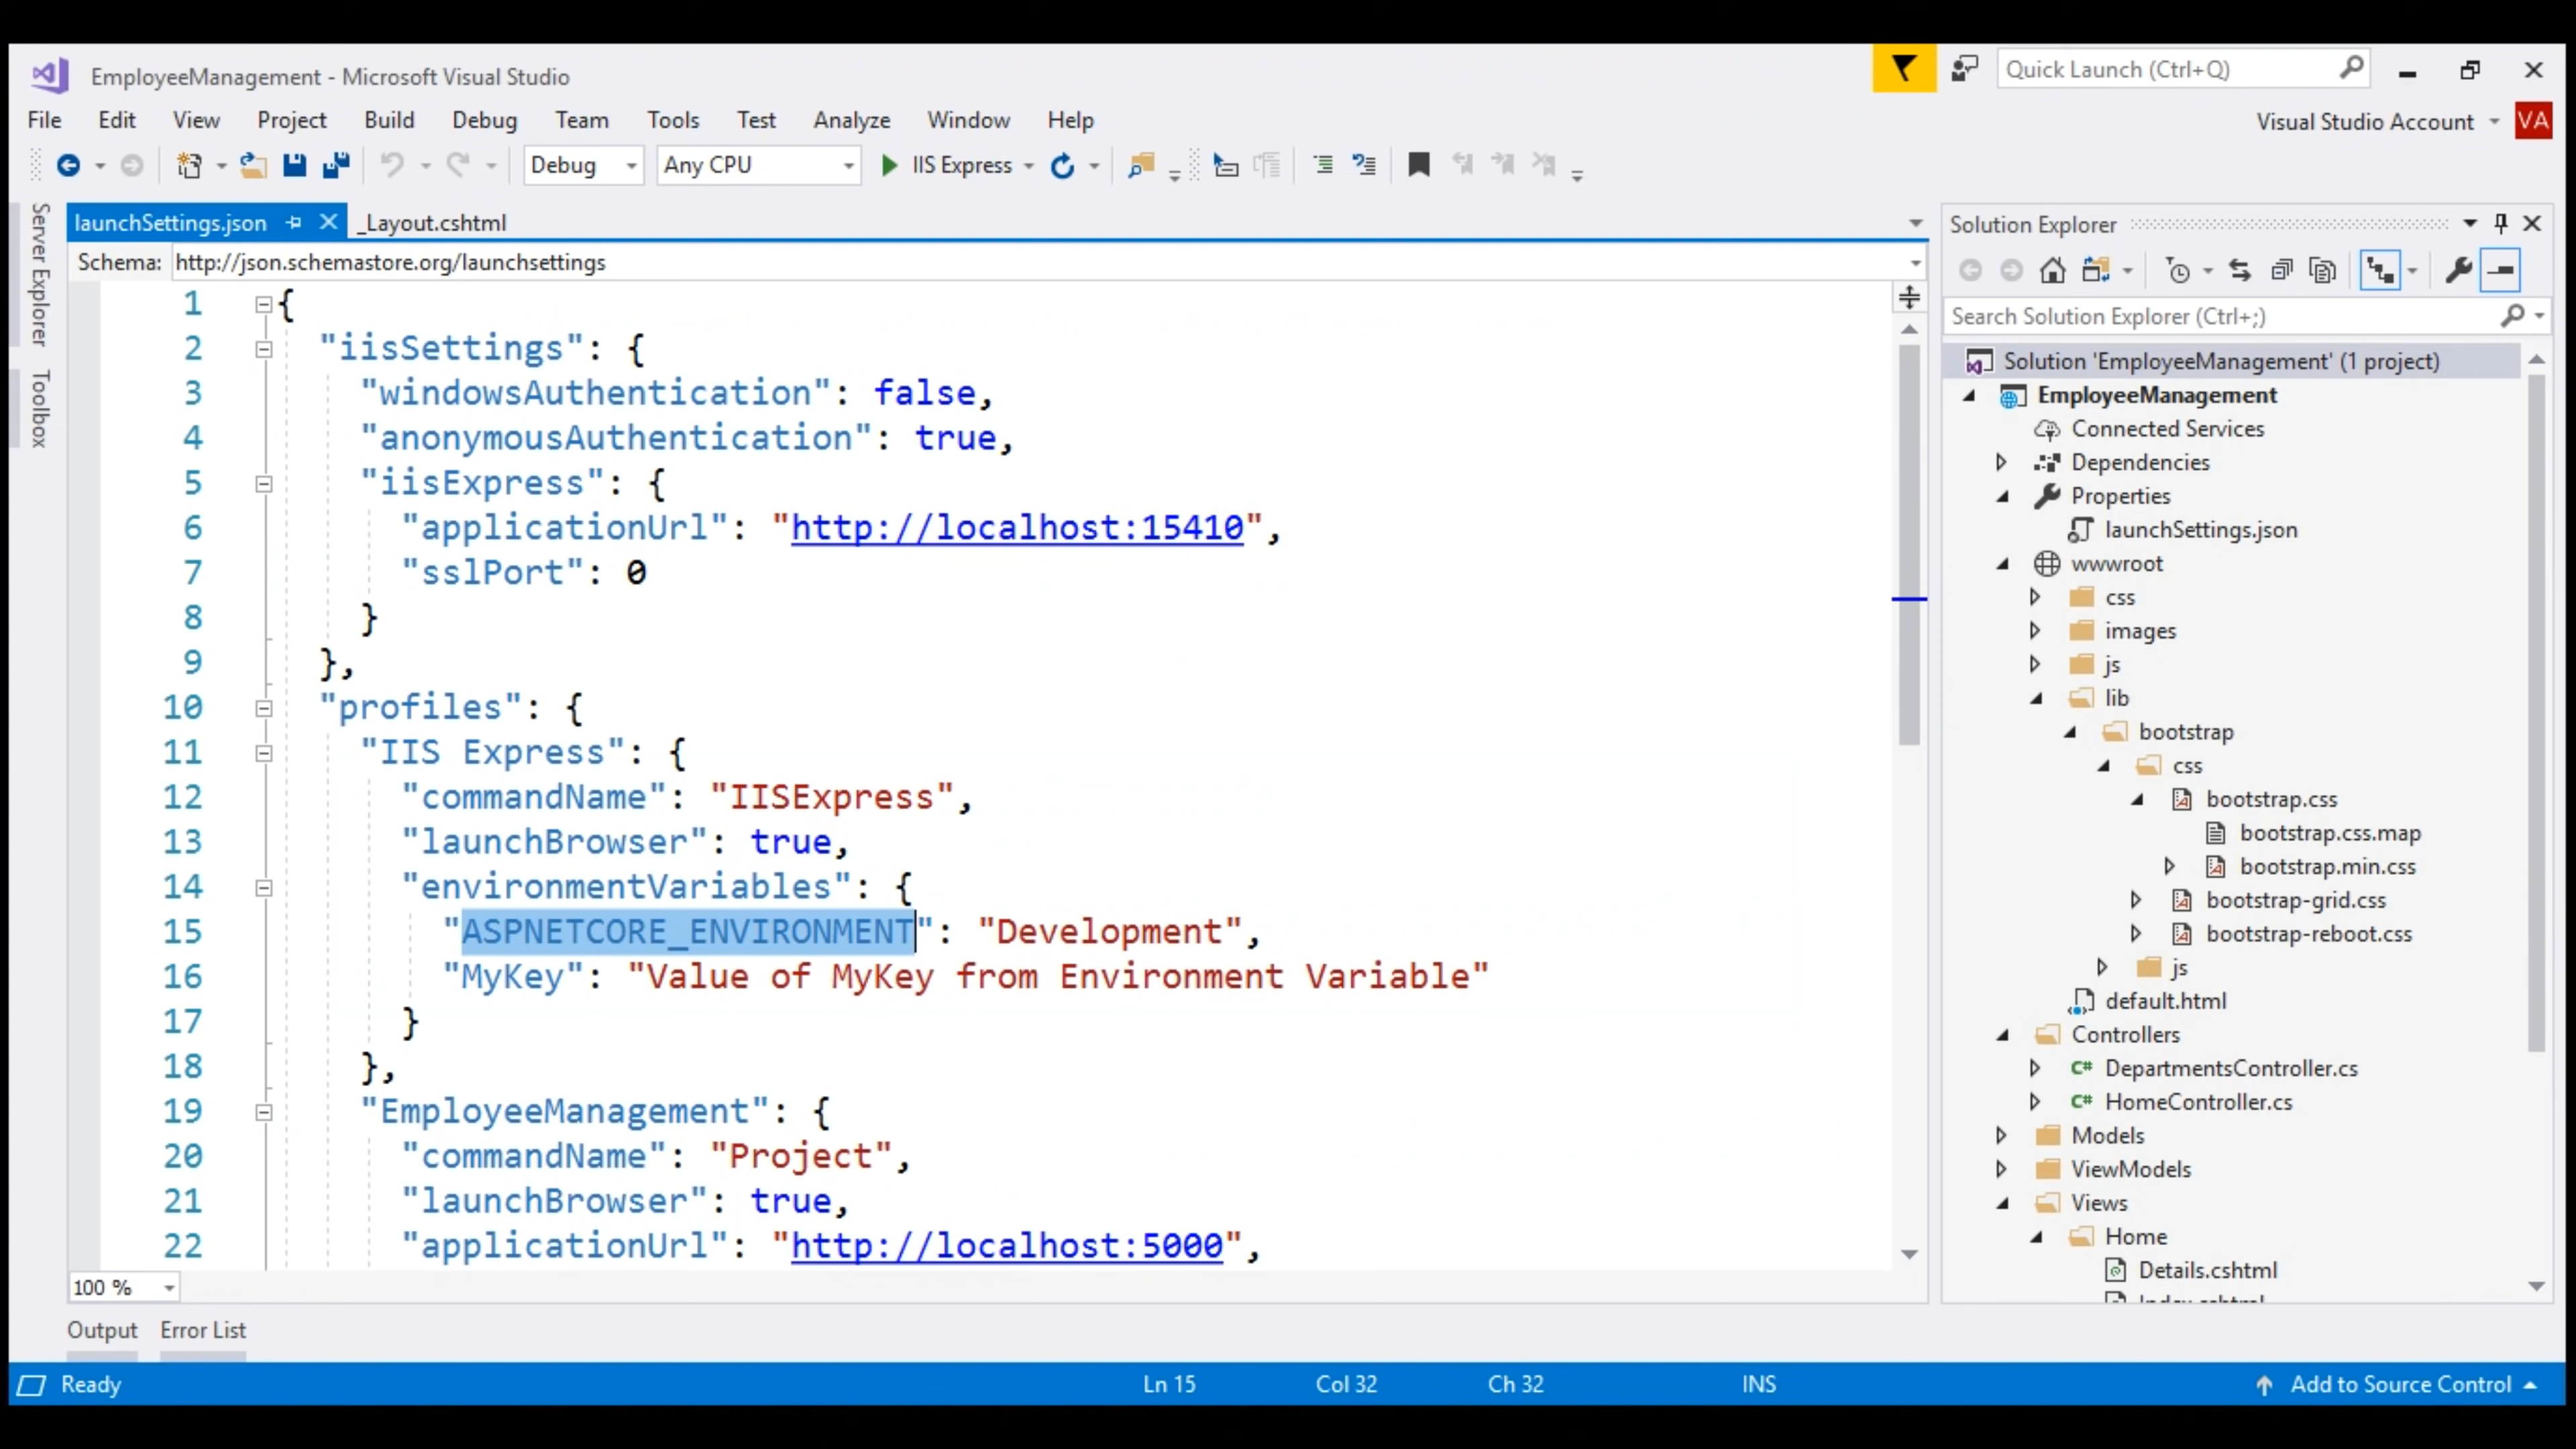 EmployeeManagement - Microsoft Visual Studio
Quick Launch (Ctrl+Q)
File Edit View Project Build Debug Team Tools Test Analyze Window Help
Visual Studio Account VA
Debug Any CPU IIS Express
Server Explorer
Toolbox
launchSettings.json _Layout.cshtml
Schema: http://json.schemastore.org/launchsettings
1 {
2 "iisSettings": {
3 "windowsAuthentication": false,
4 "anonymousAuthentication": true,
5 "iisExpress": {
6 "applicationUrl": "http://localhost:15410",
7 "sslPort": 0
8 }
9 },
10 "profiles": {
11 "IIS Express": {
12 "commandName": "IISExpress",
13 "launchBrowser": true,
14 "environmentVariables": {
15 "ASPNETCORE_ENVIRONMENT": "Development",
16 "MyKey": "Value of MyKey from Environment Variable"
17 }
18 },
19 "EmployeeManagement": {
20 "commandName": "Project",
21 "launchBrowser": true,
22 "applicationUrl": "http://localhost:5000",
100 %
Solution Explorer
Search Solution Explorer (Ctrl+;)
Solution 'EmployeeManagement' (1 project)
EmployeeManagement
Connected Services
Dependencies
Properties
launchSettings.json
wwwroot
css
images
js
lib
bootstrap
css
bootstrap.css
bootstrap.css.map
bootstrap.min.css
bootstrap-grid.css
bootstrap-reboot.css
js
default.html
Controllers
C# DepartmentsController.cs
C# HomeController.cs
Models
ViewModels
Views
Home
Details.cshtml
Index.cshtml
Output Error List
Ready Ln 15 Col 32 Ch 32 INS Add to Source Control